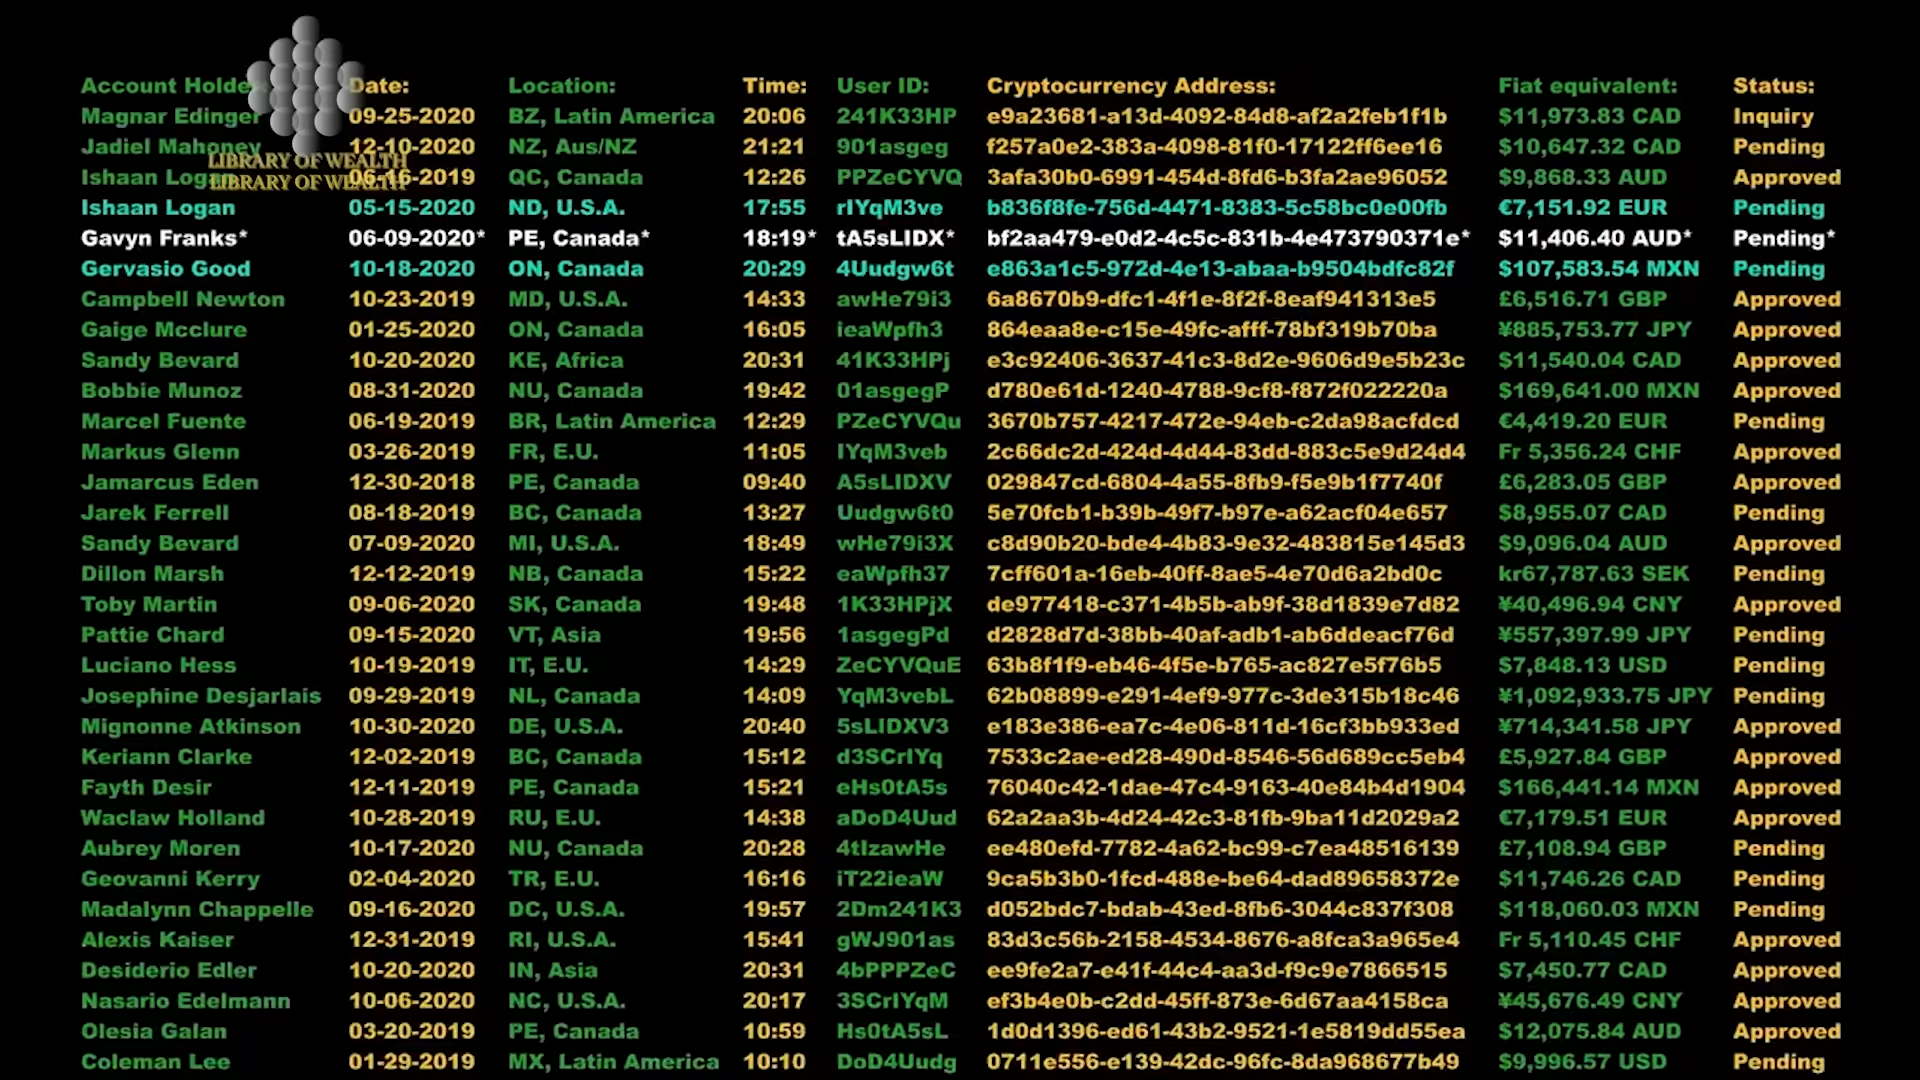 Account Holde Date: Location: Time: User ID: Cryptocurrency Address: Fiat equivalent: Status:
Magnar Edinger 09-25-2020 BZ, Latin America 20:06 241K33HP e9a23681-a13d-4092-84d8-af2a2feb1f1b $11,973.83 CAD Inquiry
Jadiel Mahoney 12-10-2020 NZ, Aus/NZ 21:21 901asgeg f257a0e2-383a-4098-81f0-17122ff6ee16 $10,647.32 CAD Pending
LIBRARY OF WEALTH
Ishaan Logan 06-16-2019 QC, Canada 12:26 PPZeCYVQ 3afa30b0-6991-454d-8fd6-b3fa2ae96052 $9,868.33 AUD Approved
LIBRARY OF WEALTH
Ishaan Logan 05-15-2020 ND, U.S.A. 17:55 rIYqM3ve b836f8fe-756d-4471-8383-5c58bc0e00fb €7,151.92 EUR Pending
Gavyn Franks* 06-09-2020* PE, Canada* 18:19* tA5sLIDX* bf2aa479-e0d2-4c5c-831b-4e473790371e* $11,406.40 AUD* Pending*
Gervasio Good 10-18-2020 ON, Canada 20:29 4Uudgw6t e863a1c5-972d-4e13-abaa-b9504bdfc82f $107,583.54 MXN Pending
Campbell Newton 10-23-2019 MD, U.S.A. 14:33 awHe79i3 6a8670b9-dfc1-4f1e-8f2f-8eaf941313e5 £6,516.71 GBP Approved
Gaige Mcclure 01-25-2020 ON, Canada 16:05 ieaWpfh3 864eaa8e-c15e-49fc-afff-78bf319b70ba ¥885,753.77 JPY Approved
Sandy Bevard 10-20-2020 KE, Africa 20:31 41K33HPj e3c92406-3637-41c3-8d2e-9606d9e5b23c $11,540.04 CAD Approved
Bobbie Munoz 08-31-2020 NU, Canada 19:42 01asgegP d780e61d-1240-4788-9cf8-f872f022220a $169,641.00 MXN Approved
Marcel Fuente 06-19-2019 BR, Latin America 12:29 PZeCYVQu 3670b757-4217-472e-94eb-c2da98acfdcd €4,419.20 EUR Pending
Markus Glenn 03-26-2019 FR, E.U. 11:05 IYqM3veb 2c66dc2d-424d-4d44-83dd-883c5e9d24d4 Fr 5,356.24 CHF Approved
Jamarcus Eden 12-30-2018 PE, Canada 09:40 A5sLIDXV 029847cd-6804-4a55-8fb9-f5e9b1f7740f £6,283.05 GBP Approved
Jarek Ferrell 08-18-2019 BC, Canada 13:27 Uudgw6t0 5e70fcb1-b39b-49f7-b97e-a62acf04e657 $8,955.07 CAD Pending
Sandy Bevard 07-09-2020 MI, U.S.A. 18:49 wHe79i3X c8d90b20-bde4-4b83-9e32-483815e145d3 $9,096.04 AUD Approved
Dillon Marsh 12-12-2019 NB, Canada 15:22 eaWpfh37 7cff601a-16eb-40ff-8ae5-4e70d6a2bd0c kr67,787.63 SEK Pending
Toby Martin 09-06-2020 SK, Canada 19:48 1K33HPjX de977418-c371-4b5b-ab9f-38d1839e7d82 ¥40,496.94 CNY Approved
Pattie Chard 09-15-2020 VT, Asia 19:56 1asgegPd d2828d7d-38bb-40af-adb1-ab6ddeacf76d ¥557,397.99 JPY Pending
Luciano Hess 10-19-2019 IT, E.U. 14:29 ZeCYVQuE 63b8f1f9-eb46-4f5e-b765-ac827e5f76b5 $7,848.13 USD Pending
Josephine Desjarlais 09-29-2019 NL, Canada 14:09 YqM3vebL 62b08899-e291-4ef9-977c-3de315b18c46 ¥1,092,933.75 JPY Pending
Mignonne Atkinson 10-30-2020 DE, U.S.A. 20:40 5sLIDXV3 e183e386-ea7c-4e06-811d-16cf3bb933ed ¥714,341.58 JPY Approved
Keriann Clarke 12-02-2019 BC, Canada 15:12 d3SCrIYq 7533c2ae-ed28-490d-8546-56d689cc5eb4 £5,927.84 GBP Approved
Fayth Desir 12-11-2019 PE, Canada 15:21 eHs0tA5s 76040c42-1dae-47c4-9163-40e84b4d1904 $166,441.14 MXN Approved
Waclaw Holland 10-28-2019 RU, E.U. 14:38 aDoD4Uud 62a2aa3b-4d24-42c3-81fb-9ba11d2029a2 €7,179.51 EUR Approved
Aubrey Moren 10-17-2020 NU, Canada 20:28 4tIzawHe ee480efd-7782-4a62-bc99-c7ea48516139 £7,108.94 GBP Pending
Geovanni Kerry 02-04-2020 TR, E.U. 16:16 iT22ieaW 9ca5b3b0-1fcd-488e-be64-dad89658372e $11,746.26 CAD Pending
Madalynn Chappelle 09-16-2020 DC, U.S.A. 19:57 2Dm241K3 d052bdc7-bdab-43ed-8fb6-3044c837f308 $118,060.03 MXN Pending
Alexis Kaiser 12-31-2019 RI, U.S.A. 15:41 gWJ901as 83d3c56b-2158-4534-8676-a8fca3a965e4 Fr 5,110.45 CHF Approved
Desiderio Edler 10-20-2020 IN, Asia 20:31 4bPPPZeC ee9fe2a7-e41f-44c4-aa3d-f9c9e7866515 $7,450.77 CAD Approved
Nasario Edelmann 10-06-2020 NC, U.S.A. 20:17 3SCrIYqM ef3b4e0b-c2dd-45ff-873e-6d67aa4158ca ¥45,676.49 CNY Approved
Olesia Galan 03-20-2019 PE, Canada 10:59 Hs0tA5sL 1d0d1396-ed61-43b2-9521-1e5819dd55ea $12,075.84 AUD Approved
Coleman Lee 01-29-2019 MX, Latin America 10:10 DoD4Uudg 0711e556-e139-42dc-96fc-8da968677b49 $9,996.57 USD Pending